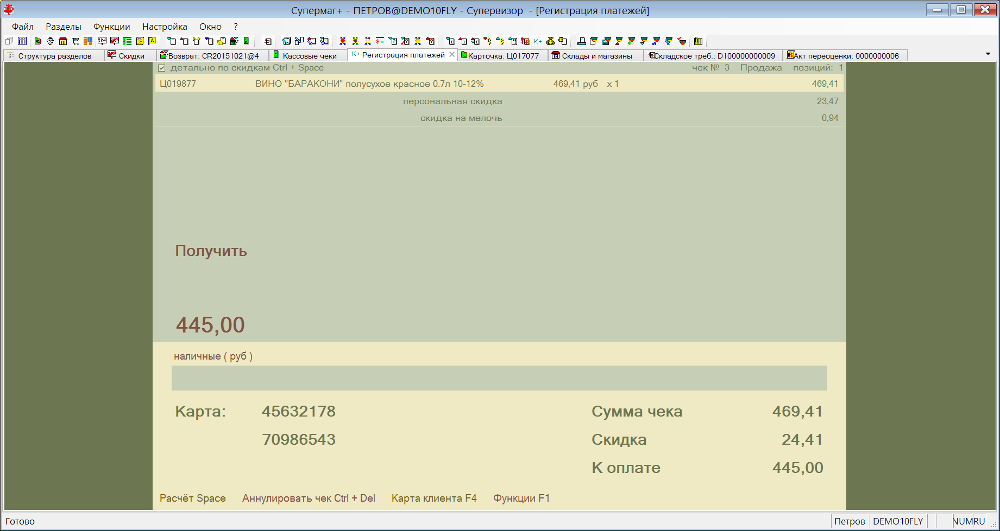 Супермаг+ - ПЕТРОВ@DEMO10FLY - Супервизор - [Регистрация платежей]
Файл Разделы Функции Настройка Окно ?
Структура разделов Скидки Возврат: CR20151021@4 Кассовые чеки K+ Регистрация платежей Карточка: Ц017077 Склады и магазины Складское треб.: D100000000009 Акт переоценки: 0000000006
детально по скидкам Ctrl + Space чек № 3 Продажа позиций: 1
Ц019877 ВИНО "БАРАКОНИ" полусухое красное 0.7л 10-12% 469,41 руб x 1 469,41
персональная скидка 23,47
скидка на мелочь 0,94
Получить
445,00
наличные ( руб )
Карта: 45632178 Сумма чека 469,41
70986543 Скидка 24,41
К оплате 445,00
Расчёт Space Аннулировать чек Ctrl + Del Карта клиента F4 Функции F1
Готово Петров DEMO10FLY NUM RU